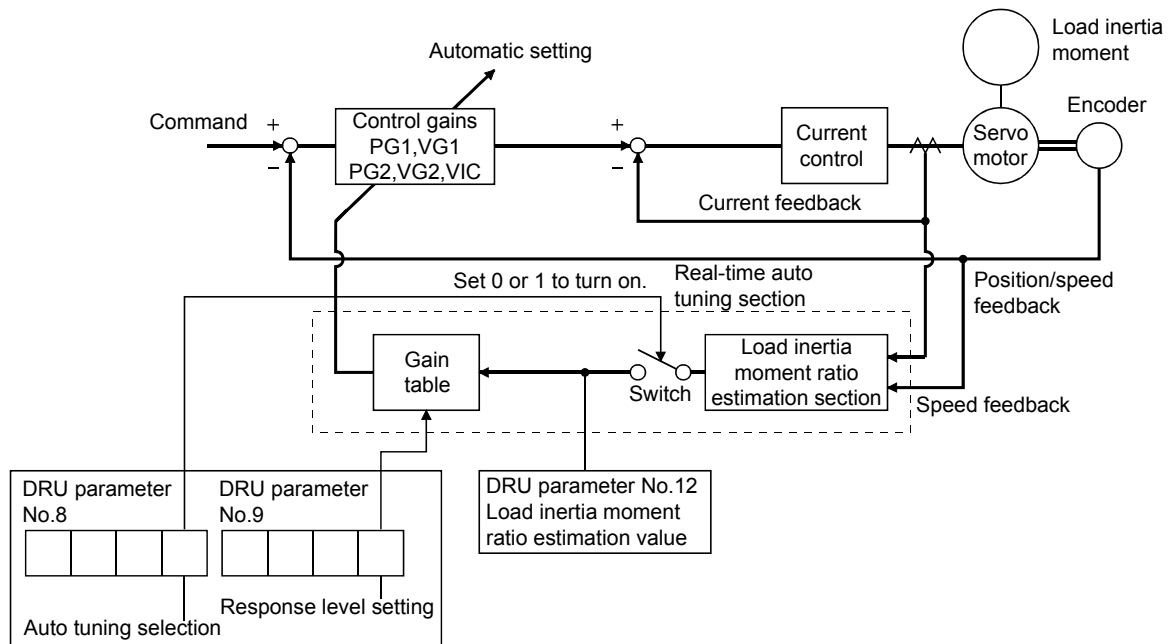 Load inertia
moment
Automatic setting
Encoder
Command
+
−
Control gains
PG1,VG1
PG2,VG2,VIC
+
−
Current
control
Servo
motor
Current feedback
Set 0 or 1 to turn on.
Real-time auto
tuning section
Position/speed
feedback
Gain
table
Switch
Load inertia
moment ratio
estimation section
Speed feedback
DRU parameter
No.8
DRU parameter
No.9
DRU parameter No.12
Load inertia moment
ratio estimation value
Response level setting
Auto tuning selection